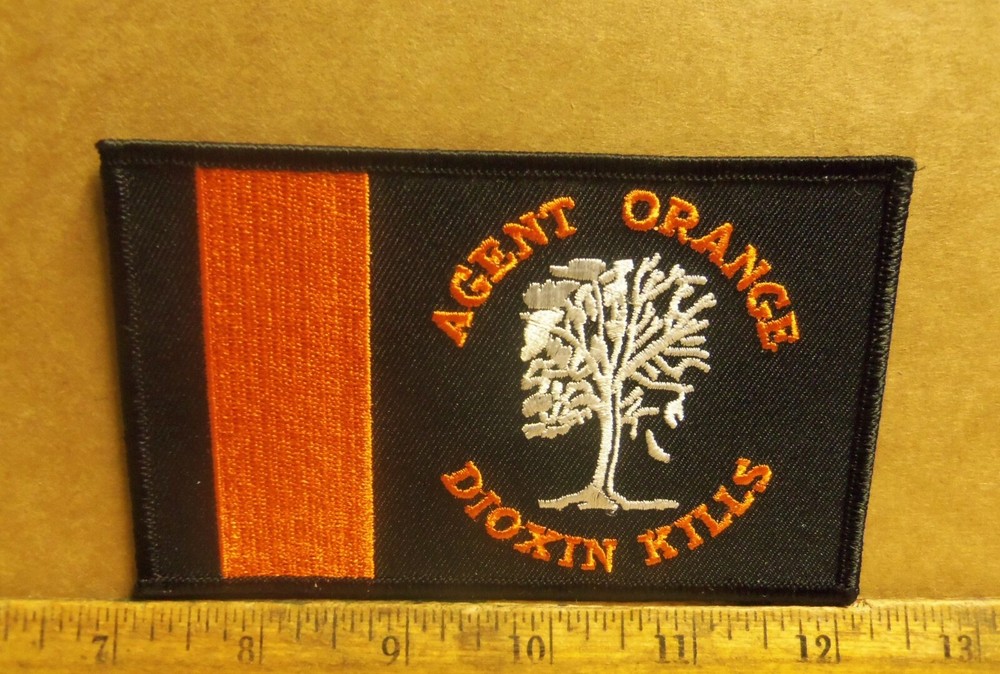 AGENT ORANGE
DIOXIN KILLS
7 8 9 10 11 12 13